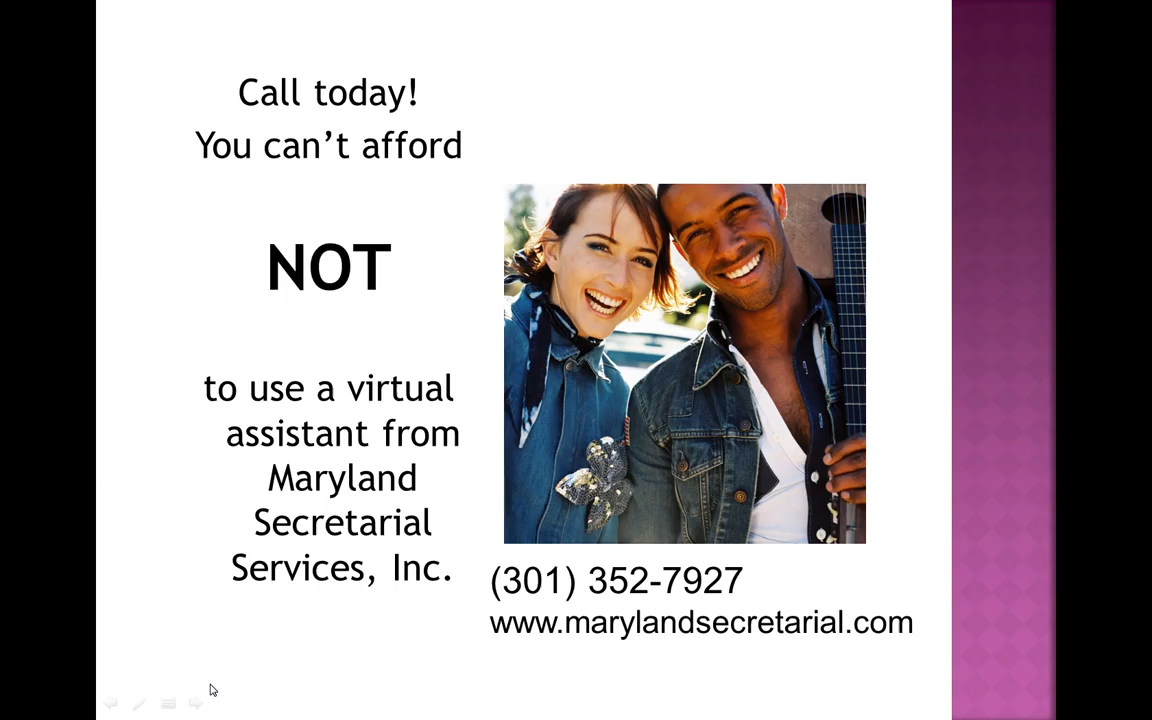 Call today!
You can’t afford
NOT
to use a virtual
assistant from
Maryland
Secretarial
Services, Inc.
(301) 352-7927
www.marylandsecretarial.com